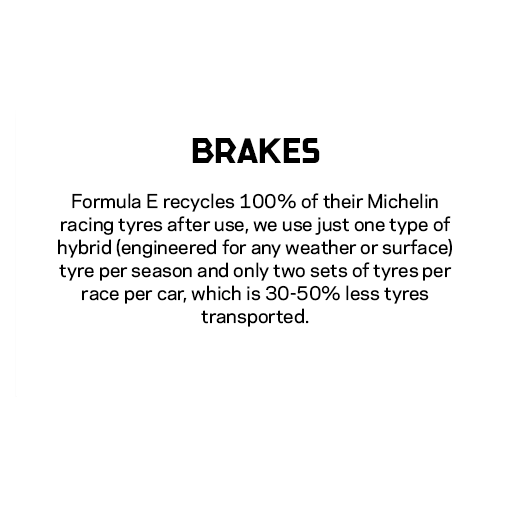 BRAKES
Formula E recycles 100% of their Michelin
racing tyres after use, we use just one type of
hybrid (engineered for any weather or surface)
tyre per season and only two sets of tyres per
race per car, which is 30-50% less tyres
transported.